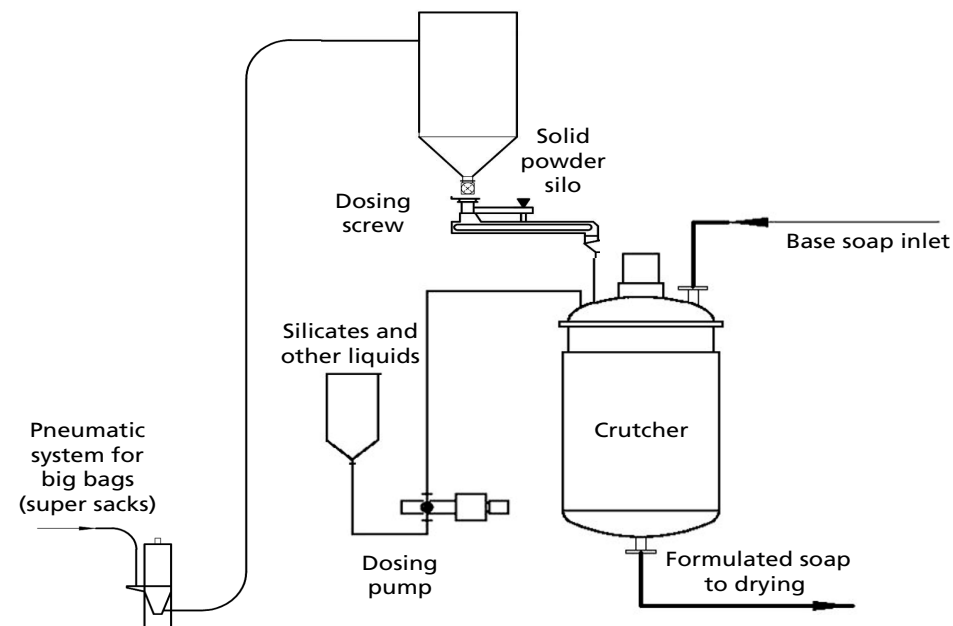 Solid
powder
silo
Dosing
screw
Base soap inlet
Silicates and
other liquids
Crutcher
Pneumatic
system for
big bags
(super sacks)
Dosing
pump
Formulated soap
to drying